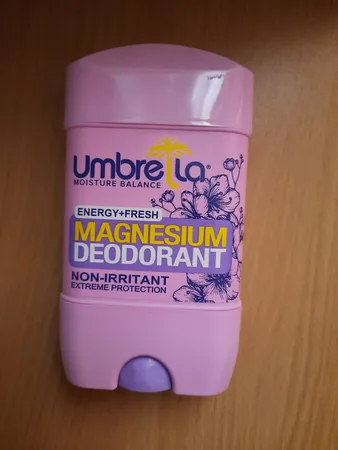 Umbrella®
MOISTURE BALANCE
ENERGY+FRESH
MAGNESIUM
DEODORANT
NON-IRRITANT
EXTREME PROTECTION